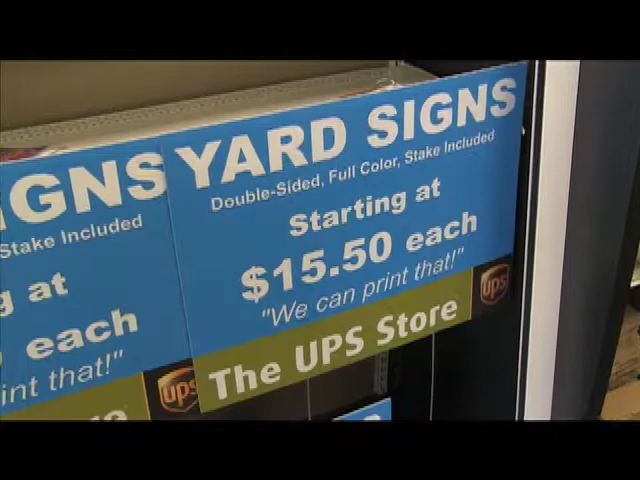 YARD SIGNS
Double-Sided, Full Color, Stake Included
Starting at
$15.50 each
"We can print that!"
The UPS Store
ups
IGNS
Stake Included
g at
each
int that!"
ups